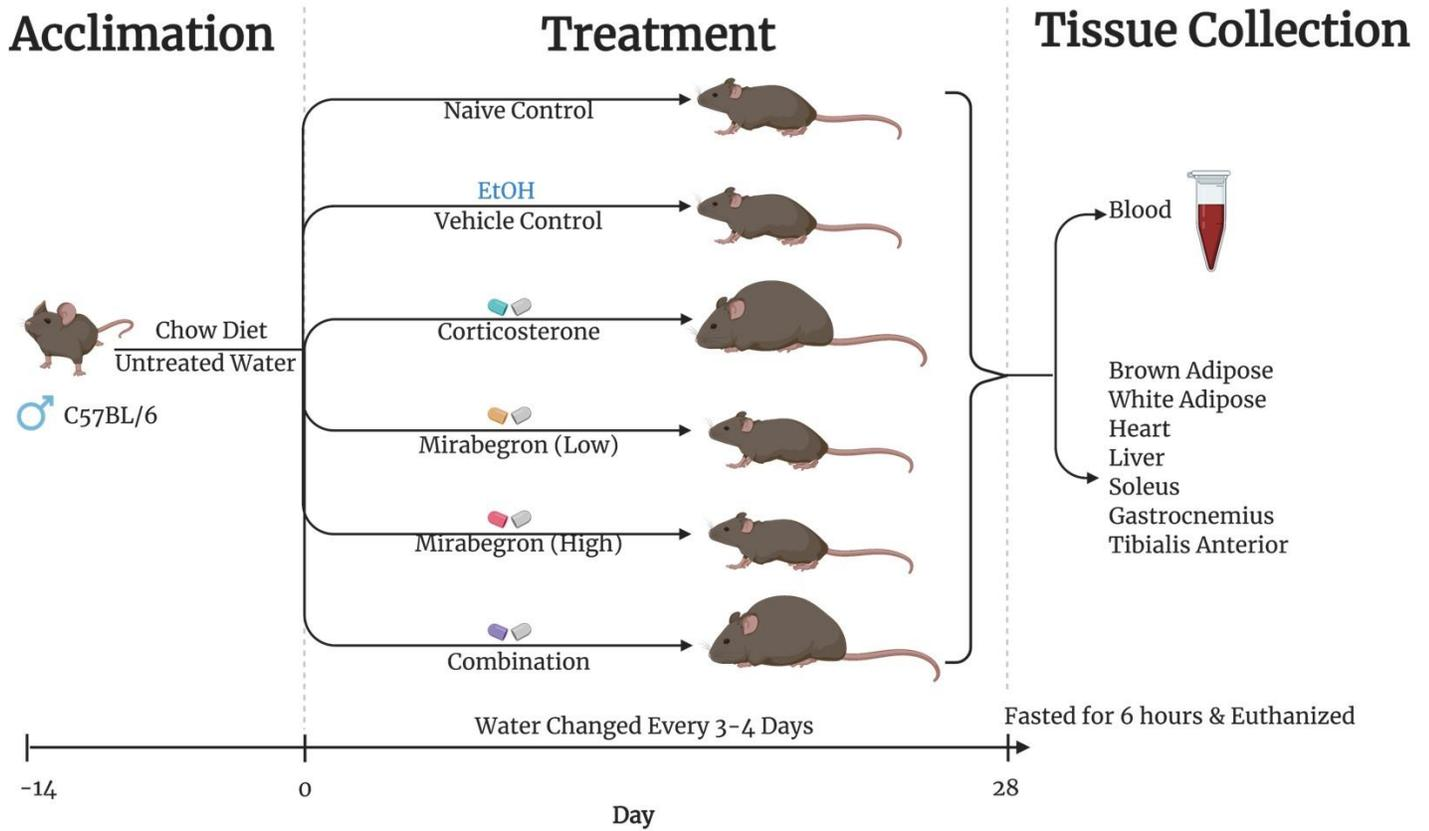 Acclimation
Treatment
Tissue Collection
Naive Control
EtOH
Vehicle Control
Corticosterone
Mirabegron (Low)
Mirabegron (High)
Combination
Chow Diet
Untreated Water
C57BL/6
Blood
Brown Adipose
White Adipose
Heart
Liver
Soleus
Gastrocnemius
Tibialis Anterior
Water Changed Every 3-4 Days
Fasted for 6 hours & Euthanized
-14
0
28
Day